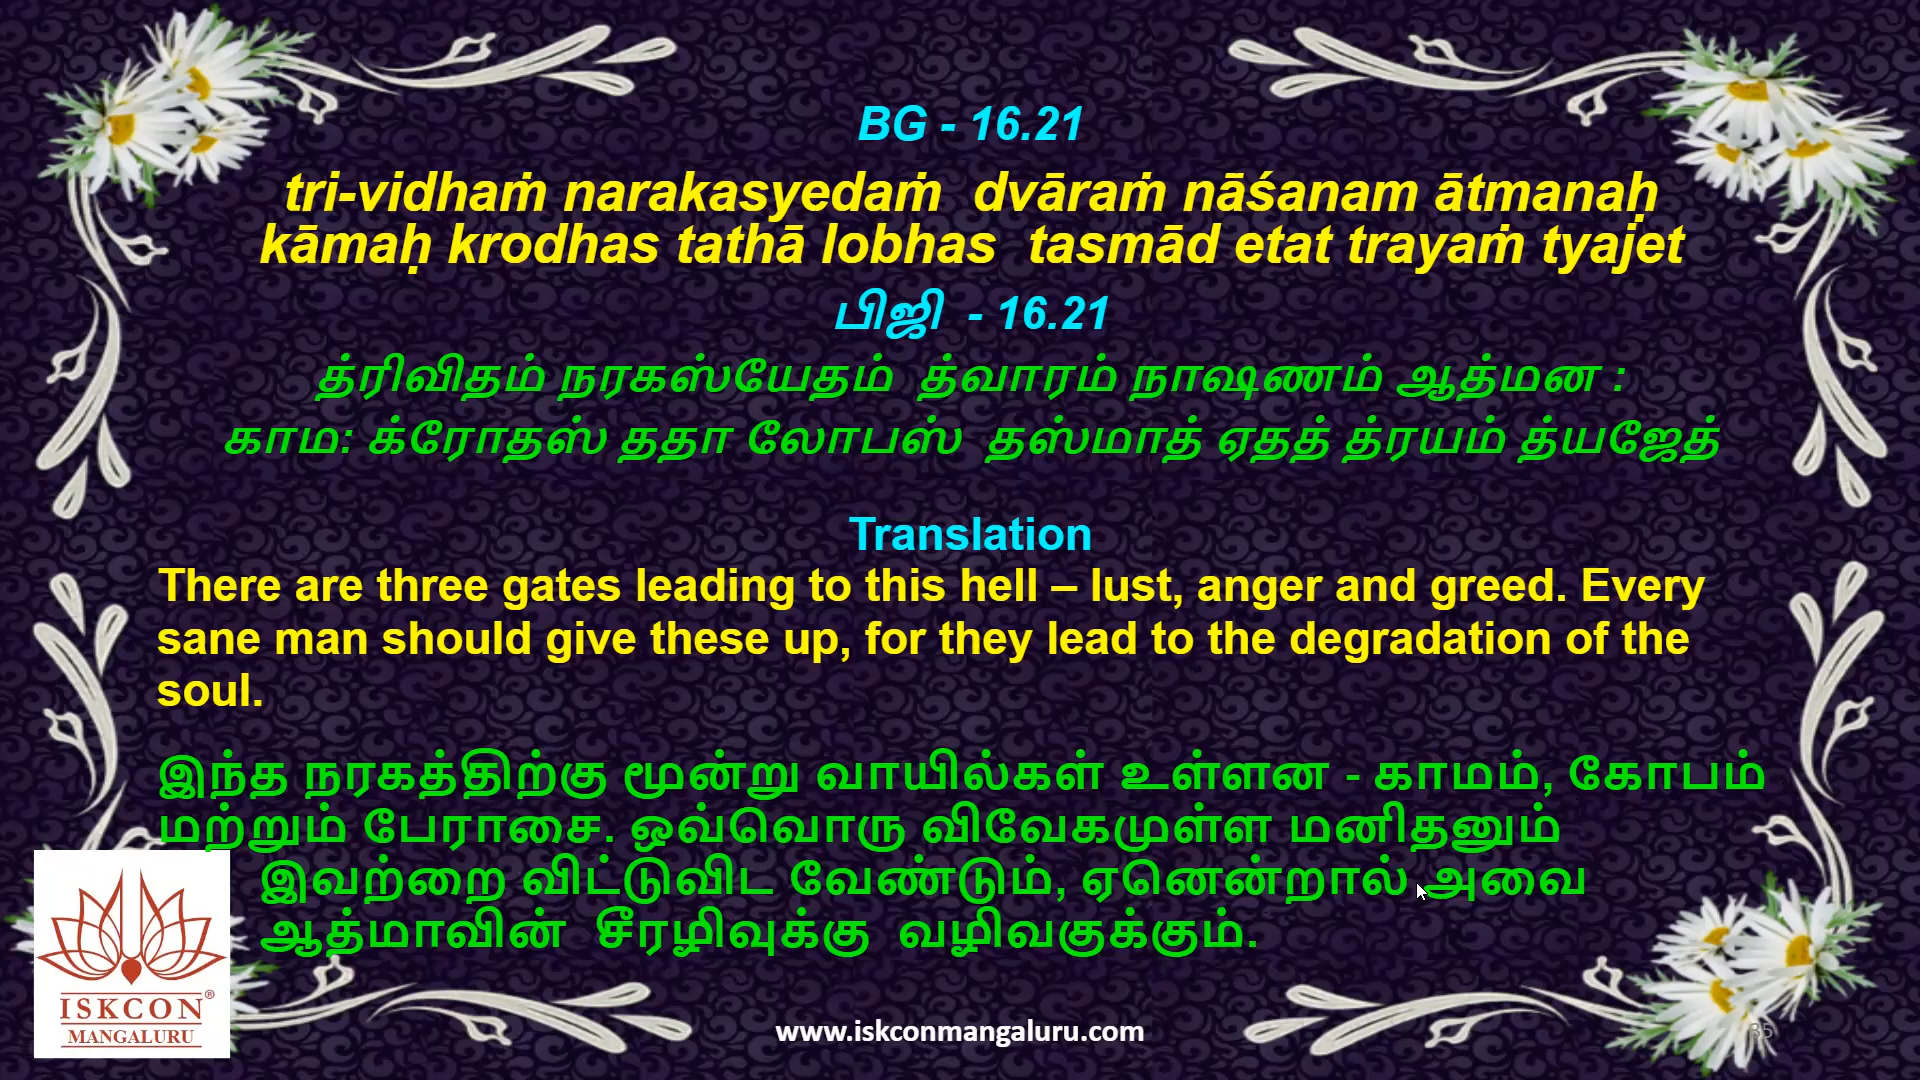 BG - 16.21
tri-vidhaṁ narakasyedaṁ dvāraṁ nāśanam ātmanaḥ
kāmaḥ krodhas tathā lobhas tasmād etat trayaṁ tyajet
பிஜி - 16.21
த்ரிவிதம் நரகஸ்யேதம் த்வாரம் நாஷணம் ஆத்மன :
காம: க்ரோதஸ் ததா லோபஸ் தஸ்மாத் ஏதத் த்ரயம் த்யஜேத்
Translation
There are three gates leading to this hell – lust, anger and greed. Every
sane man should give these up, for they lead to the degradation of the
soul.
இந்த நரகத்திற்கு மூன்று வாயில்கள் உள்ளன - காமம், கோபம்
மற்றும் பேராசை. ஒவ்வொரு விவேகமுள்ள மனிதனும்
இவற்றை விட்டுவிட வேண்டும், ஏனென்றால் அவை
ஆத்மாவின் சீரழிவுக்கு வழிவகுக்கும்.
ISKCON®
MANGALURU
www.iskconmangaluru.com
35